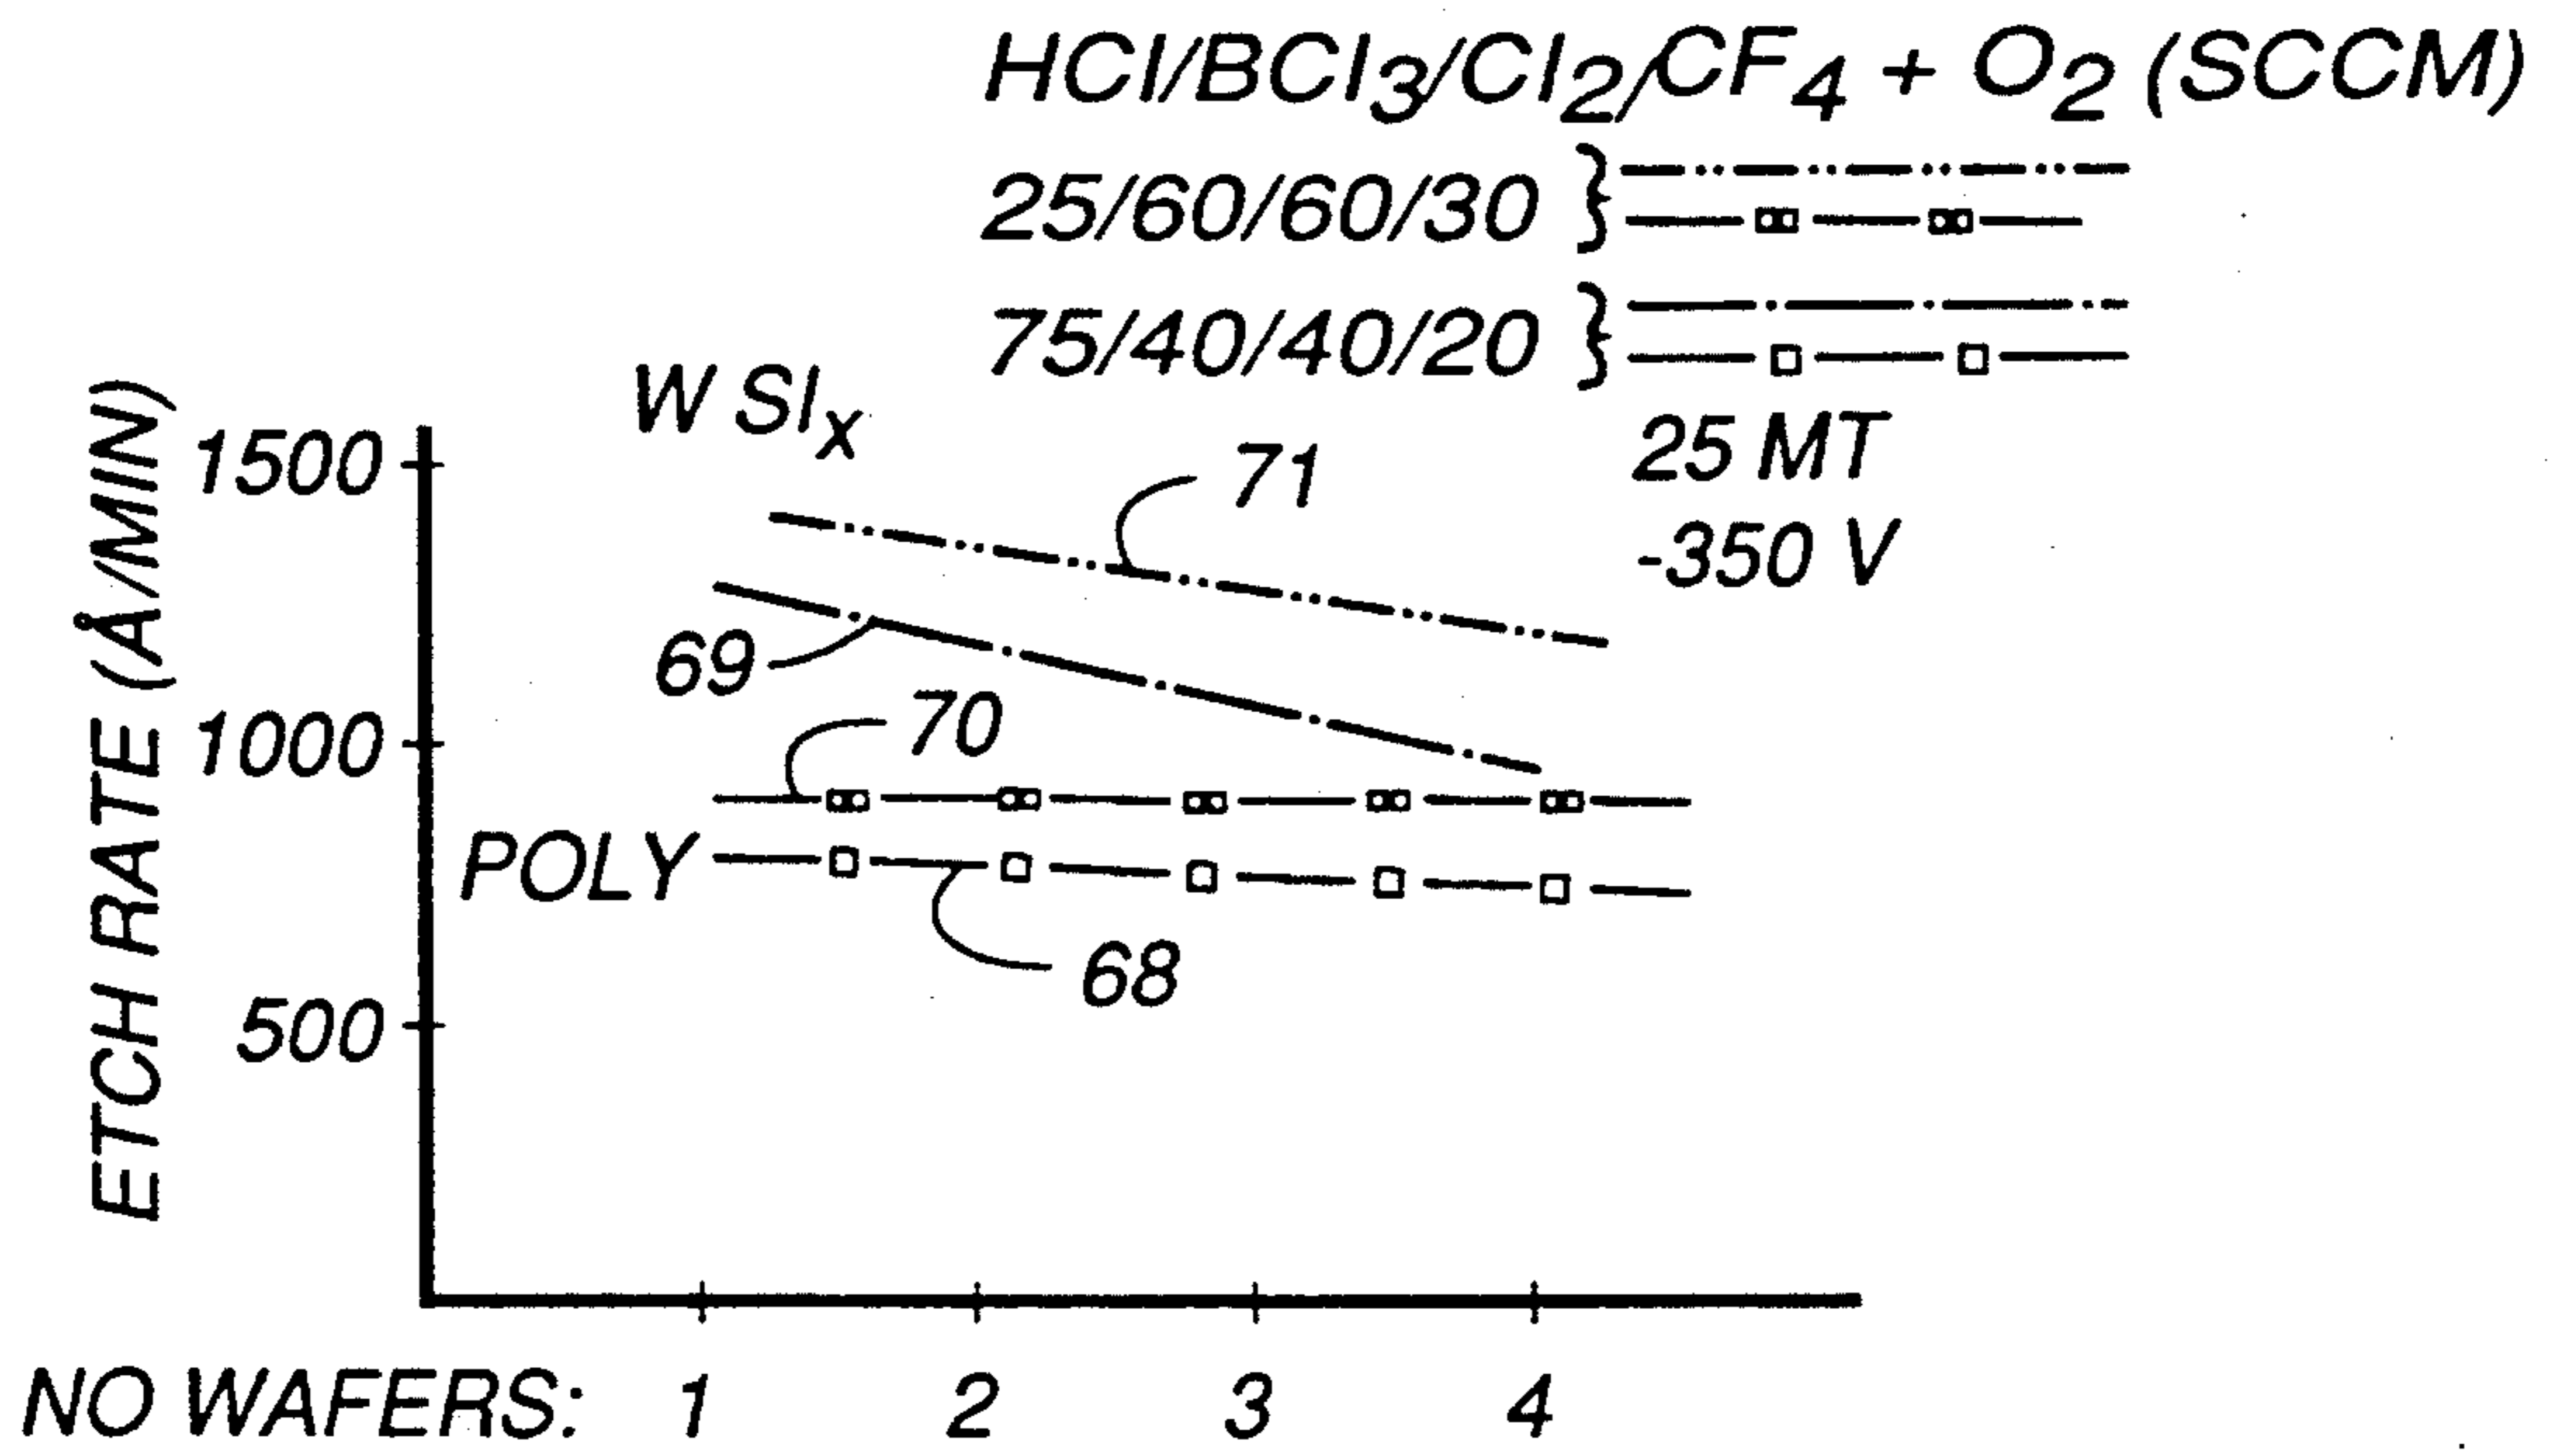 HCl/BCl3/Cl2/CF4 + O2 (SCCM)
25/60/60/30
75/40/40/20
25 MT
-350 V
W SIX
71
69
70
POLY
68
ETCH RATE (Å/MIN)
1500
1000
500
NO WAFERS: 1 2 3 4